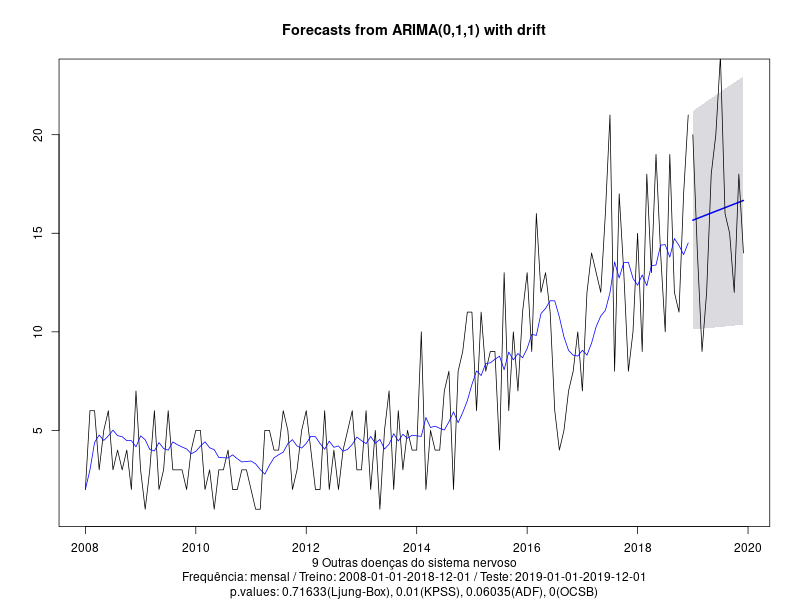 Forecasts from ARIMA(0,1,1) with drift
20
15
10
5
2008 2010 2012 2014 2016 2018 2020
9 Outras doenças do sistema nervoso
Frequência: mensal / Treino: 2008-01-01-2018-12-01 / Teste: 2019-01-01-2019-12-01
p.values: 0.71633(Ljung-Box), 0.01(KPSS), 0.06035(ADF), 0(OCSB)